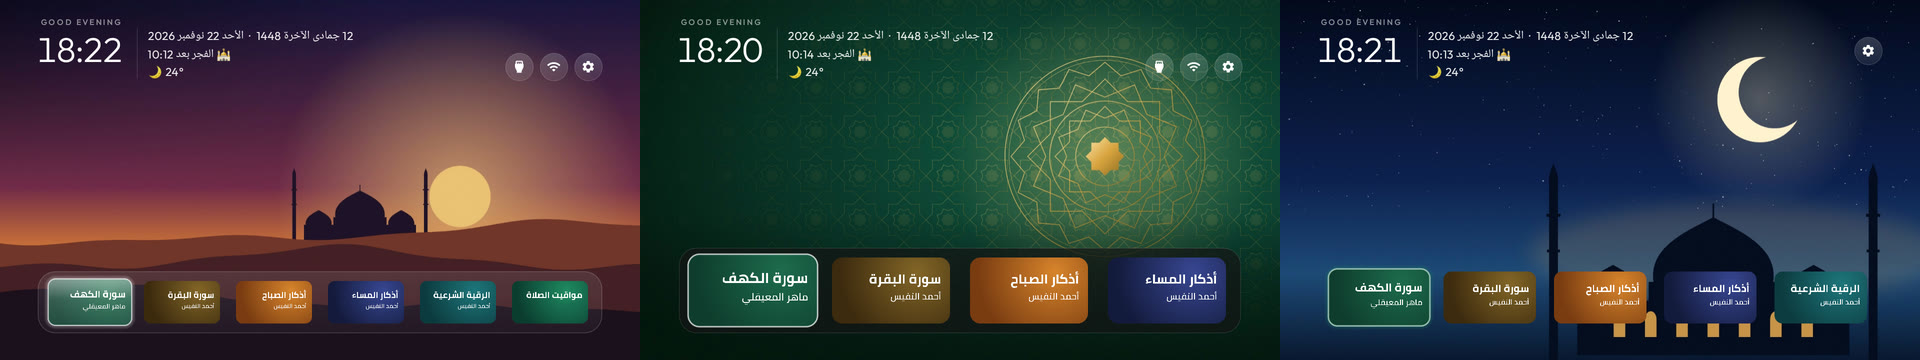 GOOD EVENING
18:22
12 جمادى الآخرة 1448 · الأحد 22 نوفمبر 2026
🕌 الفجر بعد 10:12
🌙 24°
سورة الكهف
ماهر المعيقلي
سورة البقرة
أحمد النفيس
أذكار الصباح
أحمد النفيس
أذكار المساء
أحمد النفيس
الرقية الشرعية
أحمد النفيس
مواقيت الصلاة
GOOD EVENING
18:20
12 جمادى الآخرة 1448 · الأحد 22 نوفمبر 2026
🕌 الفجر بعد 10:14
🌙 24°
سورة الكهف
ماهر المعيقلي
سورة البقرة
أحمد النفيس
أذكار الصباح
أحمد النفيس
أذكار المساء
أحمد النفيس
GOOD EVENING
18:21
12 جمادى الآخرة 1448 · الأحد 22 نوفمبر 2026
🕌 الفجر بعد 10:13
🌙 24°
سورة الكهف
ماهر المعيقلي
سورة البقرة
أحمد النفيس
أذكار الصباح
أحمد النفيس
أذكار المساء
أحمد النفيس
الرقية الشرعية
أحمد النفيس